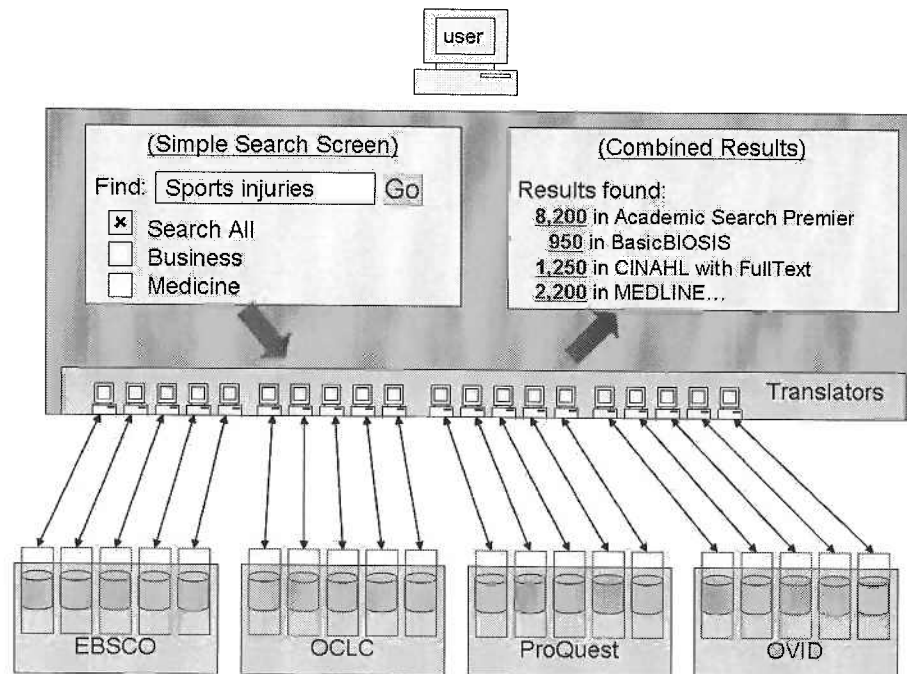 user
(Simple Search Screen)
Find: Sports injuries Go
Search All
Business
Medicine
(Combined Results)
Results found:
8,200 in Academic Search Premier
950 in BasicBIOSIS
1,250 in CINAHL with FullText
2,200 in MEDLINE...
Translators
EBSCO
OCLC
ProQuest
OVID